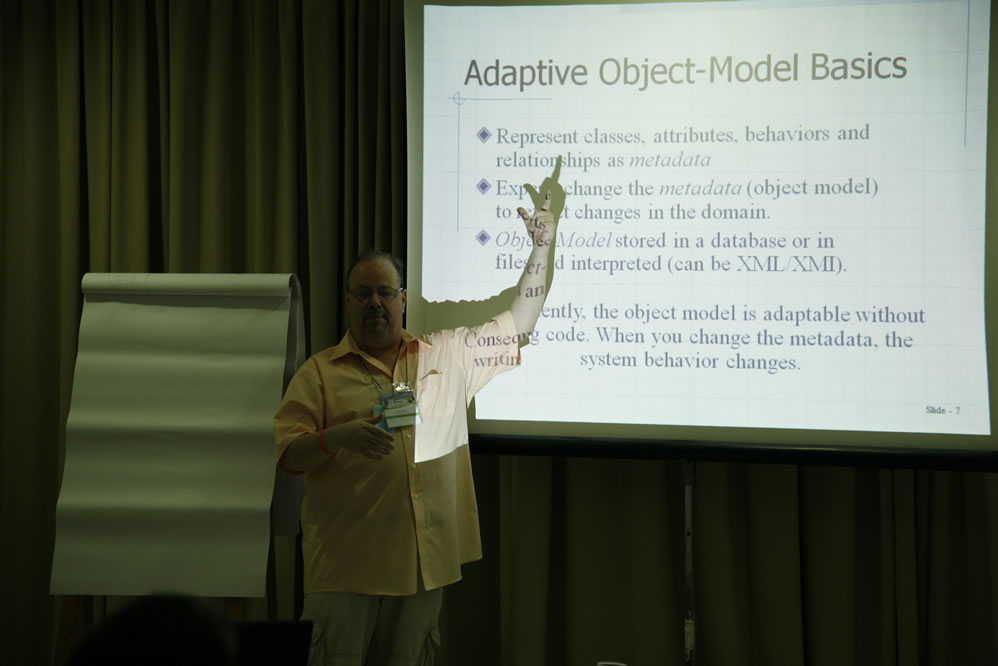 Adaptive Object-Model Basics
Represent classes, attributes, behaviors and
relationships as metadata
change the metadata (object model)
to changes in the domain.
Object Model stored in a database or in
interpreted (can be XML/XMI).
the object model is adaptable without
code. When you change the metadata, the
system behavior changes.
Slide - 7